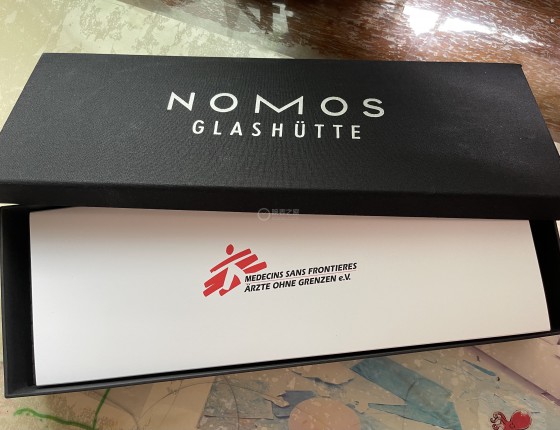 NOMOS
GLASHÜTTE
MEDECINS SANS FRONTIERES
ÄRZTE OHNE GRENZEN e.V.